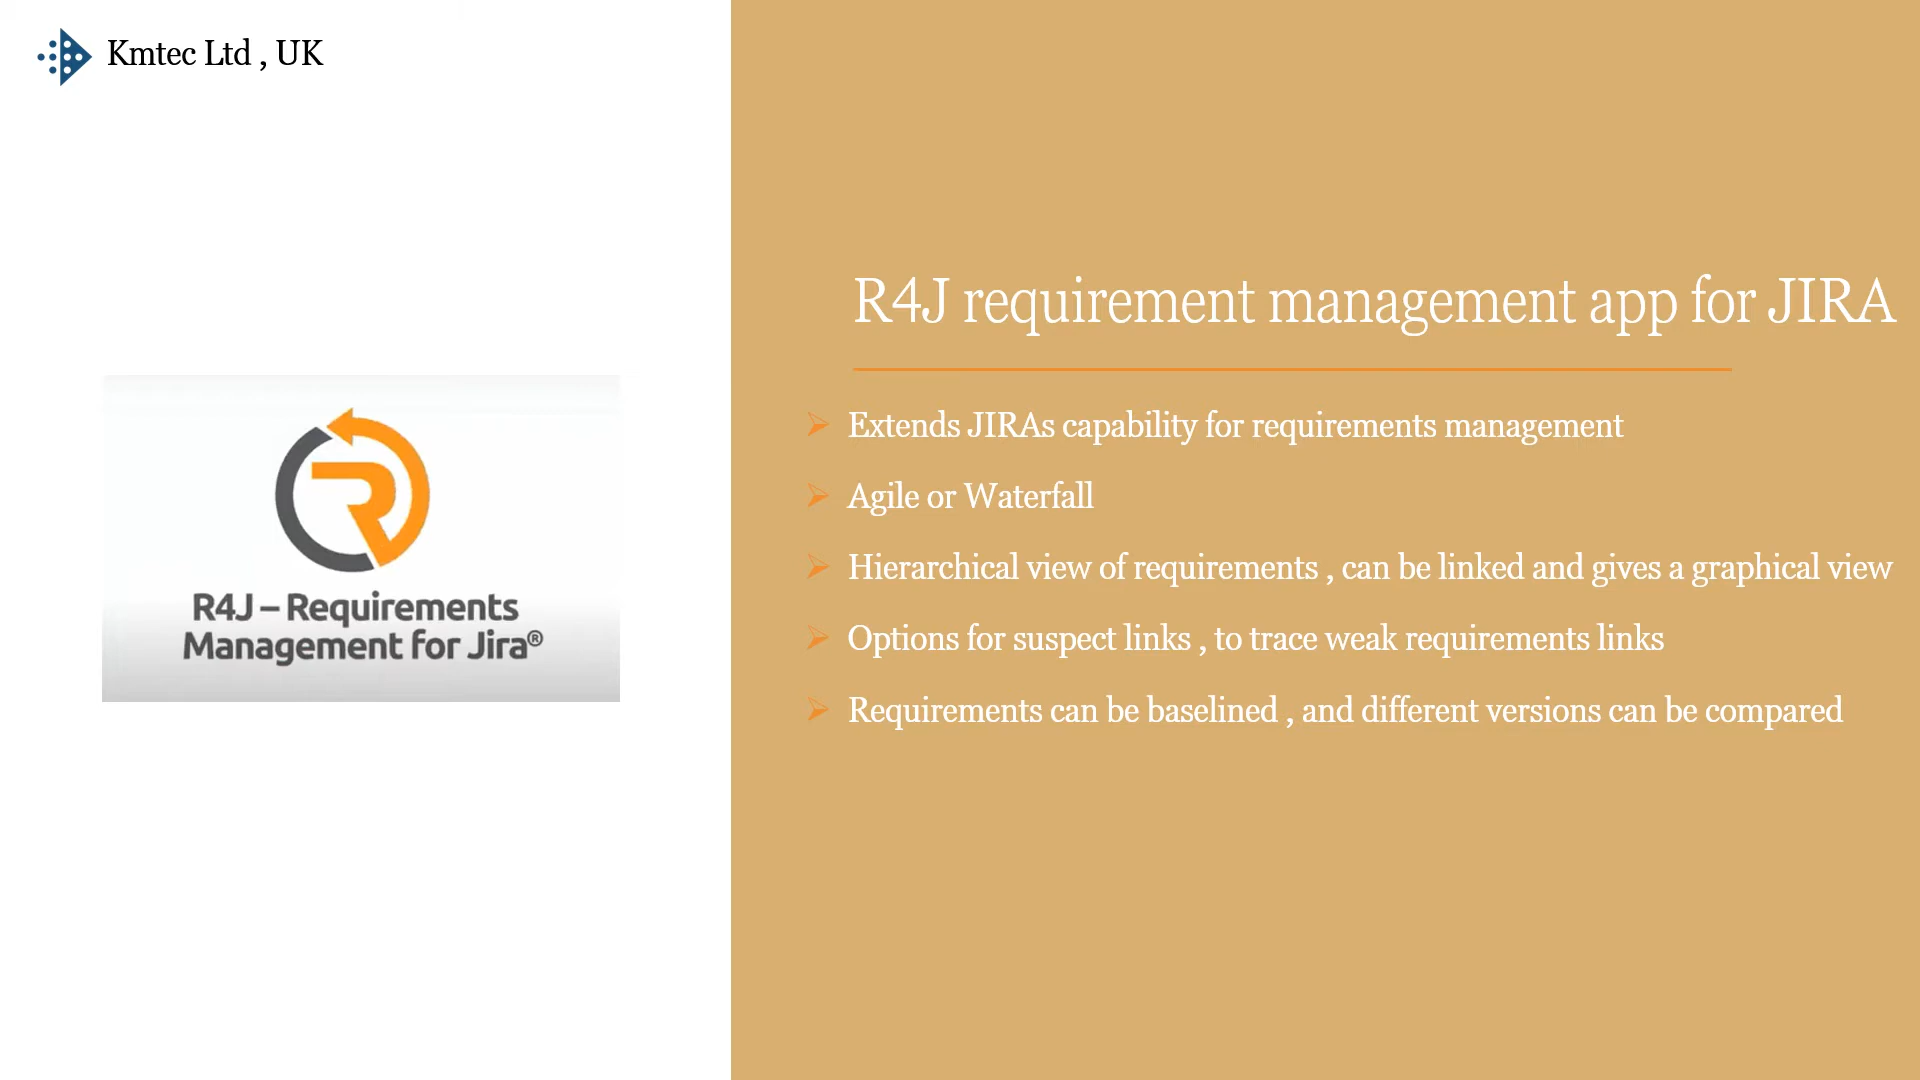 Kmtec Ltd , UK
R4J – Requirements
Management for Jira®
R4J requirement management app for JIRA
Extends JIRAs capability for requirements management
Agile or Waterfall
Hierarchical view of requirements , can be linked and gives a graphical view
Options for suspect links , to trace weak requirements links
Requirements can be baselined , and different versions can be compared